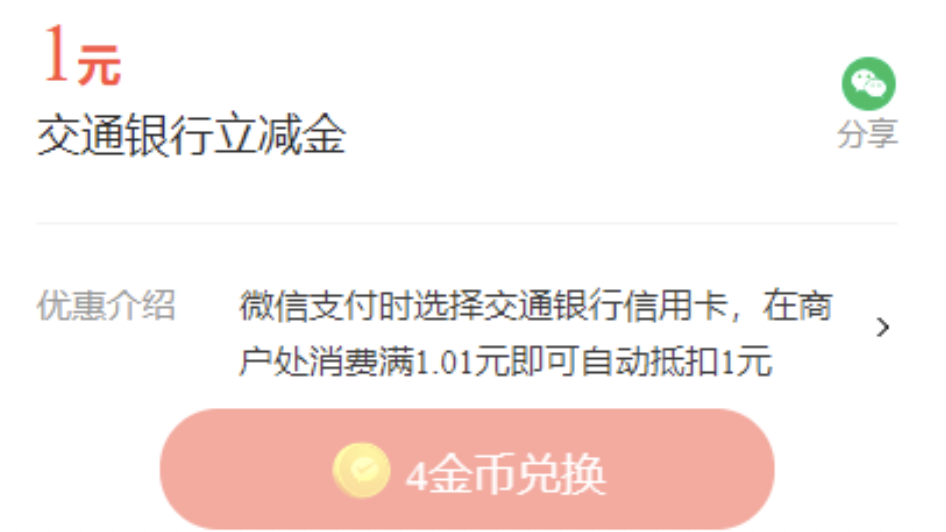 1元
交通银行立减金
分享
优惠介绍
微信支付时选择交通银行信用卡，在商
户处消费满1.01元即可自动抵扣1元
4金币兑换